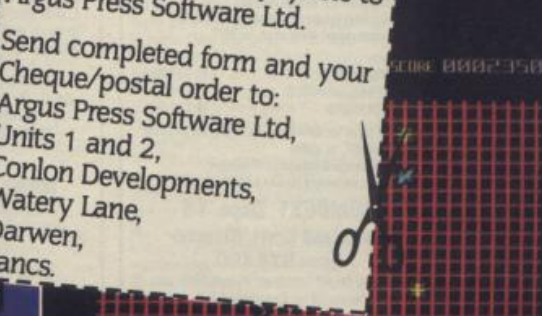 Argus Press Software Ltd.
Send completed form and your
Cheque/postal order to:
Argus Press Software Ltd,
Units 1 and 2,
Conlon Developments,
Watery Lane,
Darwen,
Lancs.
SCORE 0002350